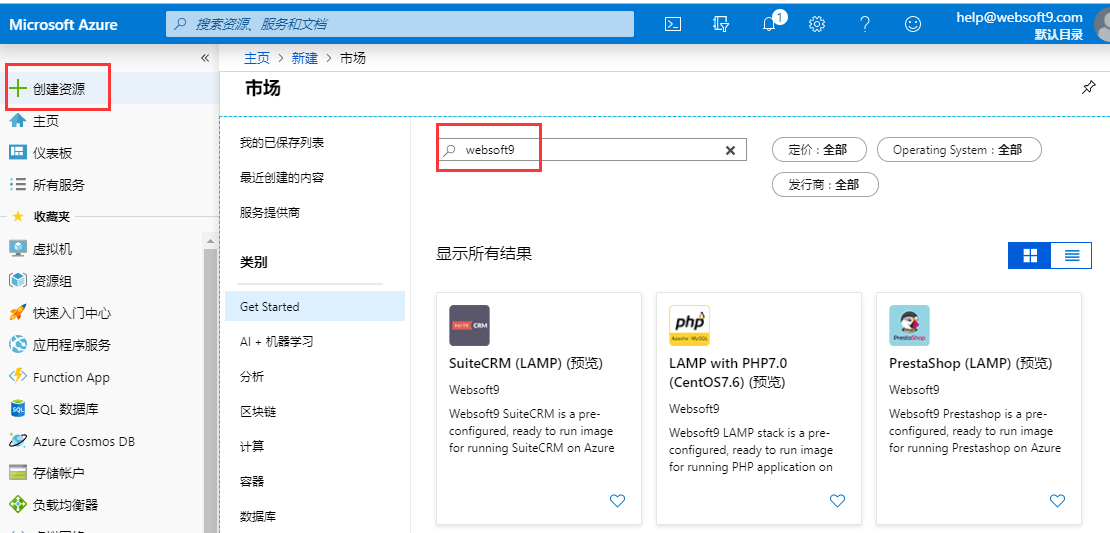 Microsoft Azure
搜索资源、服务和文档
1
help@websoft9.com
默认目录
创建资源
主页
仪表板
所有服务
收藏夹
虚拟机
资源组
快速入门中心
应用程序服务
Function App
SQL 数据库
Azure Cosmos DB
存储帐户
负载均衡器
主页 > 新建 > 市场
市场
我的已保存列表
最近创建的内容
服务提供商
类别
Get Started
AI + 机器学习
分析
区块链
计算
容器
数据库
websoft9
定价 : 全部
Operating System : 全部
发行商 : 全部
显示所有结果
SUITE CRM
SuiteCRM (LAMP) (预览)
Websoft9
Websoft9 SuiteCRM is a pre-
configured, ready to run image
for running SuiteCRM on Azure
php
Apache · MySQL
LAMP with PHP7.0
(CentOS7.6) (预览)
Websoft9
Websoft9 LAMP stack is a pre-
configured, ready to run image
for running PHP application on
PrestaShop
PrestaShop (LAMP) (预览)
Websoft9
Websoft9 Prestashop is a pre-
configured, ready to run image
for running Prestashop on Azure